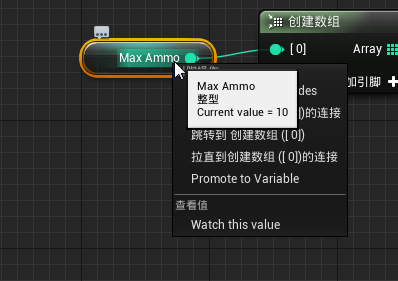 创建数组
Max Ammo
[ 0]
Array
加引脚
Max Ammo
整型
Current value = 10
des
])的连接
跳转到 创建数组 ([ 0])
拉直到创建数组 ([ 0])的连接
Promote to Variable
查看值
Watch this value